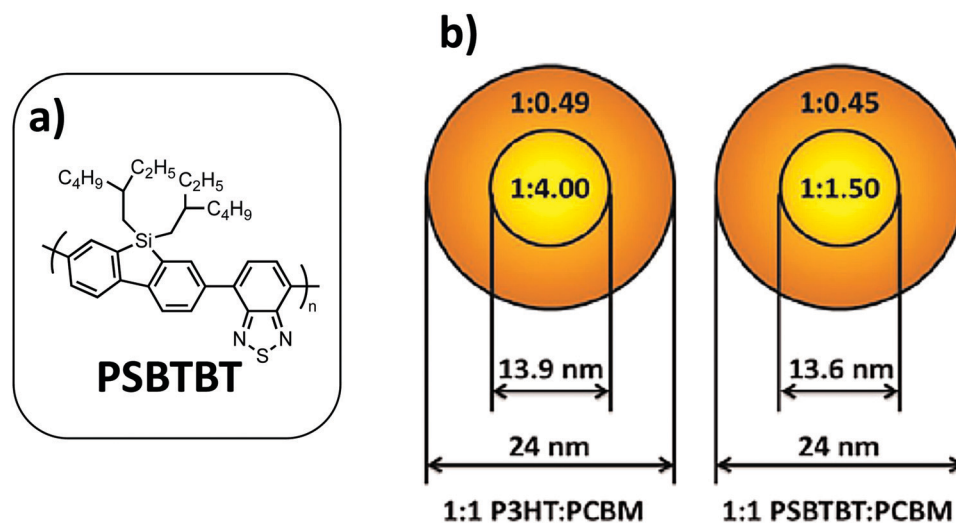 a)
C₄H₉ C₂H₅ C₂H₅
C₄H₉
Si
n
N N
S
PSBTBT
b)
1:0.49
1:4.00
13.9 nm
24 nm
1:1 P3HT:PCBM
1:0.45
1:1.50
13.6 nm
24 nm
1:1 PSBTBT:PCBM